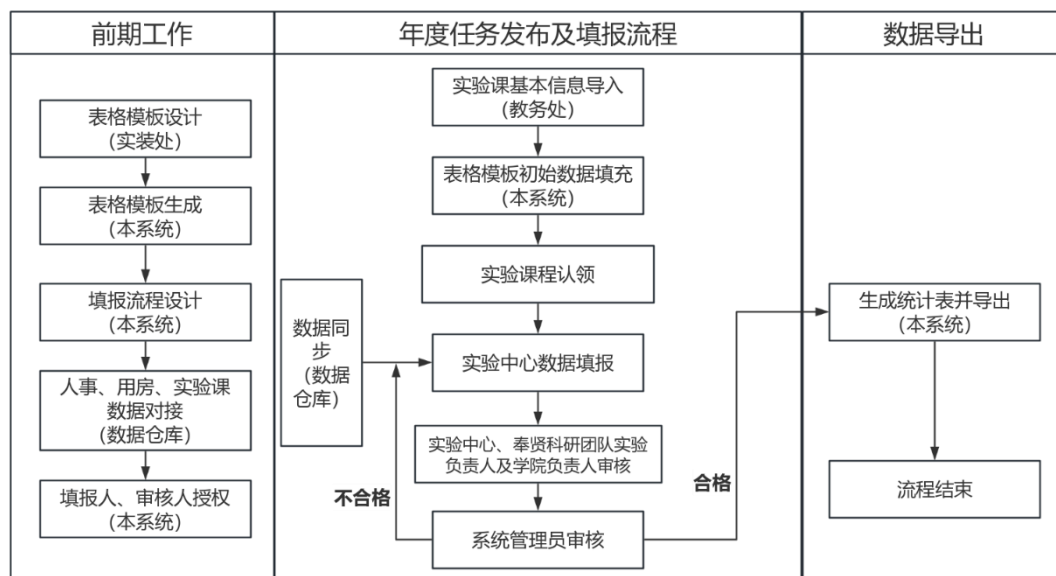 前期工作
表格模板设计
（实装处）
表格模板生成
（本系统）
填报流程设计
（本系统）
人事、用房、实验课
数据对接
（数据仓库）
填报人、审核人授权
（本系统）
年度任务发布及填报流程
实验课基本信息导入
（教务处）
表格模板初始数据填充
（本系统）
实验课程认领
数据同
步
（数据
仓库）
实验中心数据填报
实验中心、奉贤科研团队实验
负责人及学院负责人审核
不合格
合格
系统管理员审核
数据导出
生成统计表并导出
（本系统）
流程结束